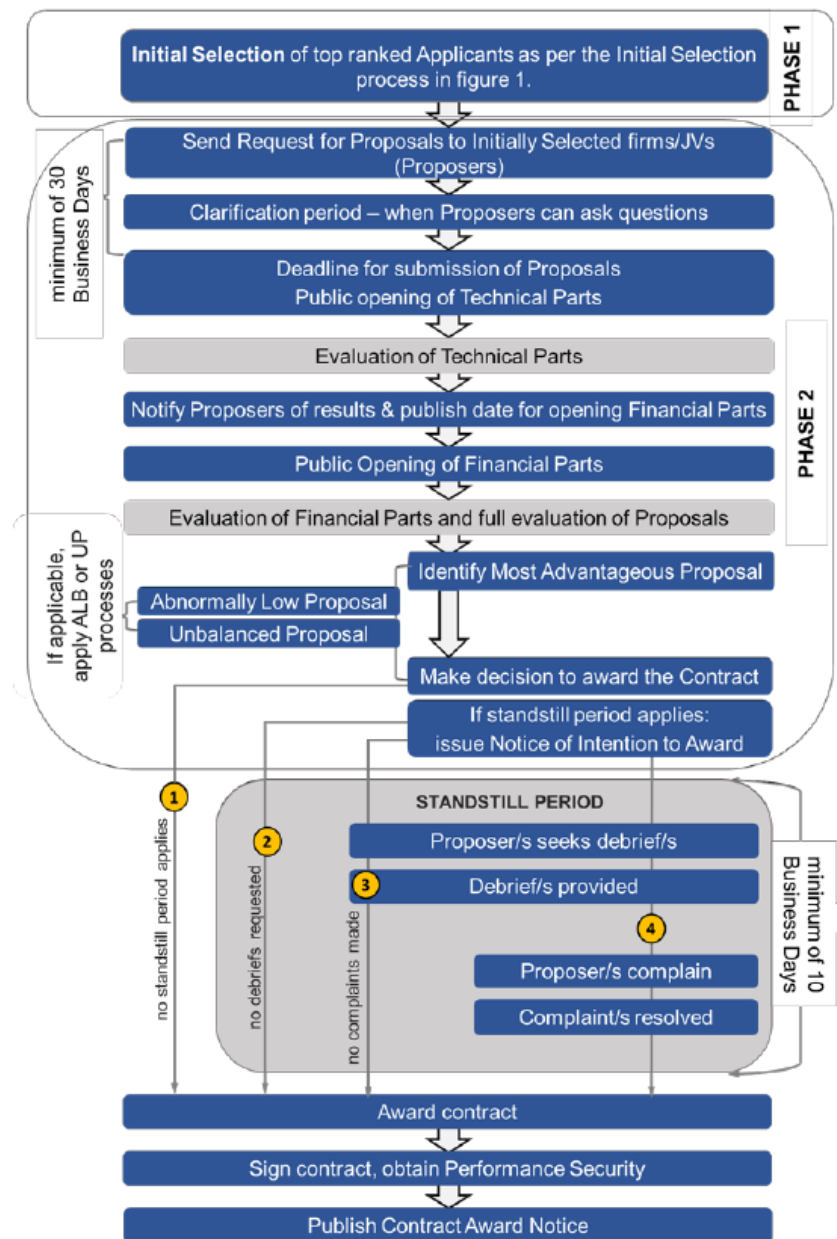 Initial Selection of top ranked Applicants as per the Initial Selection
process in figure 1.
PHASE 1
Send Request for Proposals to Initially Selected firms/JVs
(Proposers)
minimum of 30
Business Days
Clarification period – when Proposers can ask questions
Deadline for submission of Proposals
Public opening of Technical Parts
Evaluation of Technical Parts
Notify Proposers of results & publish date for opening Financial Parts
PHASE 2
Public Opening of Financial Parts
Evaluation of Financial Parts and full evaluation of Proposals
If applicable,
apply ALB or UP
processes
Identify Most Advantageous Proposal
Abnormally Low Proposal
Unbalanced Proposal
Make decision to award the Contract
If standstill period applies:
issue Notice of Intention to Award
1
no standstill period applies
2
no debriefs requested
3
no complaints made
STANDSTILL PERIOD
Proposer/s seeks debrief/s
Debrief/s provided
4
Proposer/s complain
Complaint/s resolved
minimum of 10
Business Days
Award contract
Sign contract, obtain Performance Security
Publish Contract Award Notice